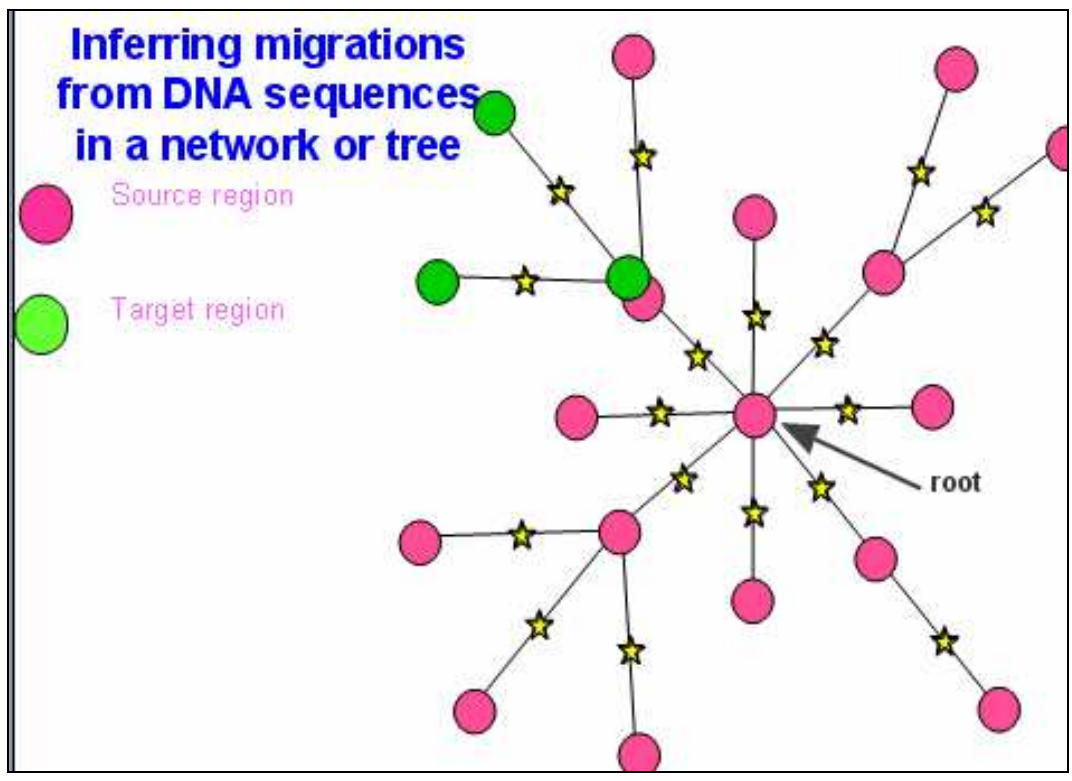 Inferring migrations
from DNA sequences
in a network or tree
Source region
Target region
root